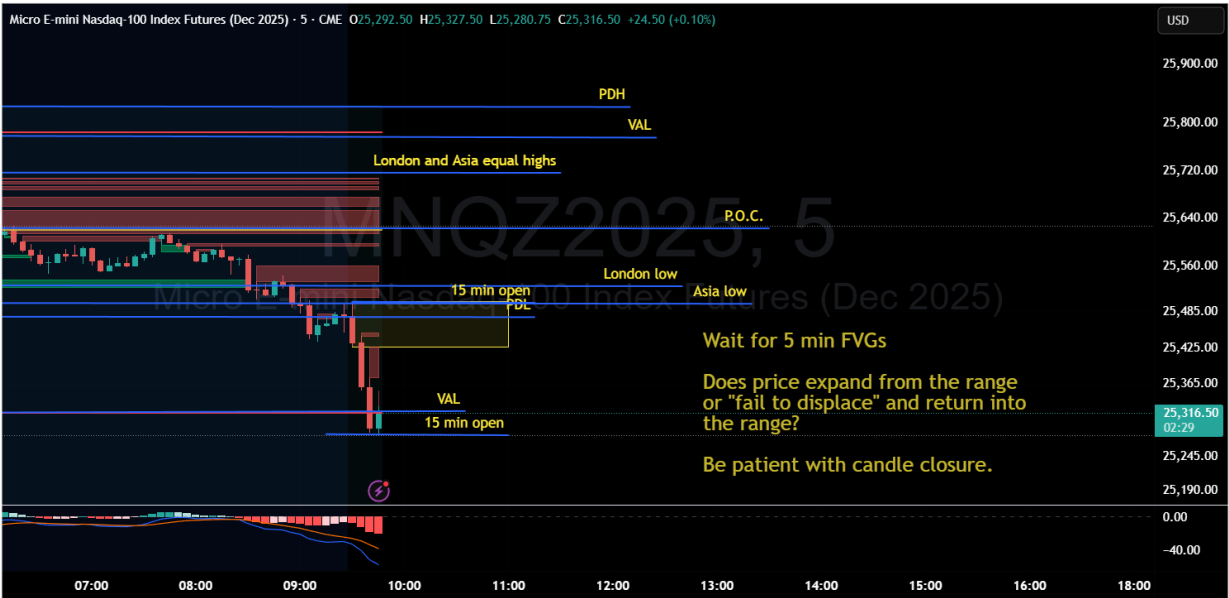 Micro E-mini Nasdaq-100 Index Futures (Dec 2025) · 5 · CME O25,292.50 H25,327.50 L25,280.75 C25,316.50 +24.50 (+0.10%)
USD
25,900.00
PDH
25,800.00
VAL
London and Asia equal highs
25,720.00
MNQZ2025, 5
P.O.C.
25,640.00
London low
25,560.00
15 min open
Asia low
Micro E-mini Nasdaq-100 Index Futures (Dec 2025)
PDL
25,485.00
Wait for 5 min FVGs
25,425.00
Does price expand from the range
25,365.00
or "fail to displace" and return into
the range?
VAL
25,316.50
02:29
15 min open
Be patient with candle closure.
25,245.00
25,190.00
0.00
−40.00
07:00 08:00 09:00 10:00 11:00 12:00 13:00 14:00 15:00 16:00 17:00 18:00